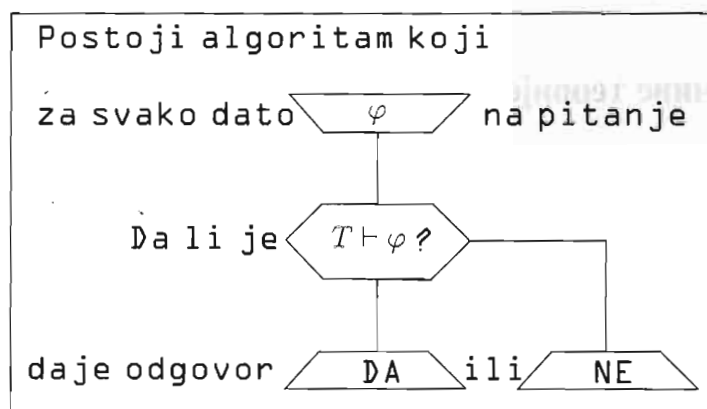 Postoji algoritam koji
za svako dato φ na pitanje
Da li je T ⊢ φ ?
daje odgovor DA ili NE